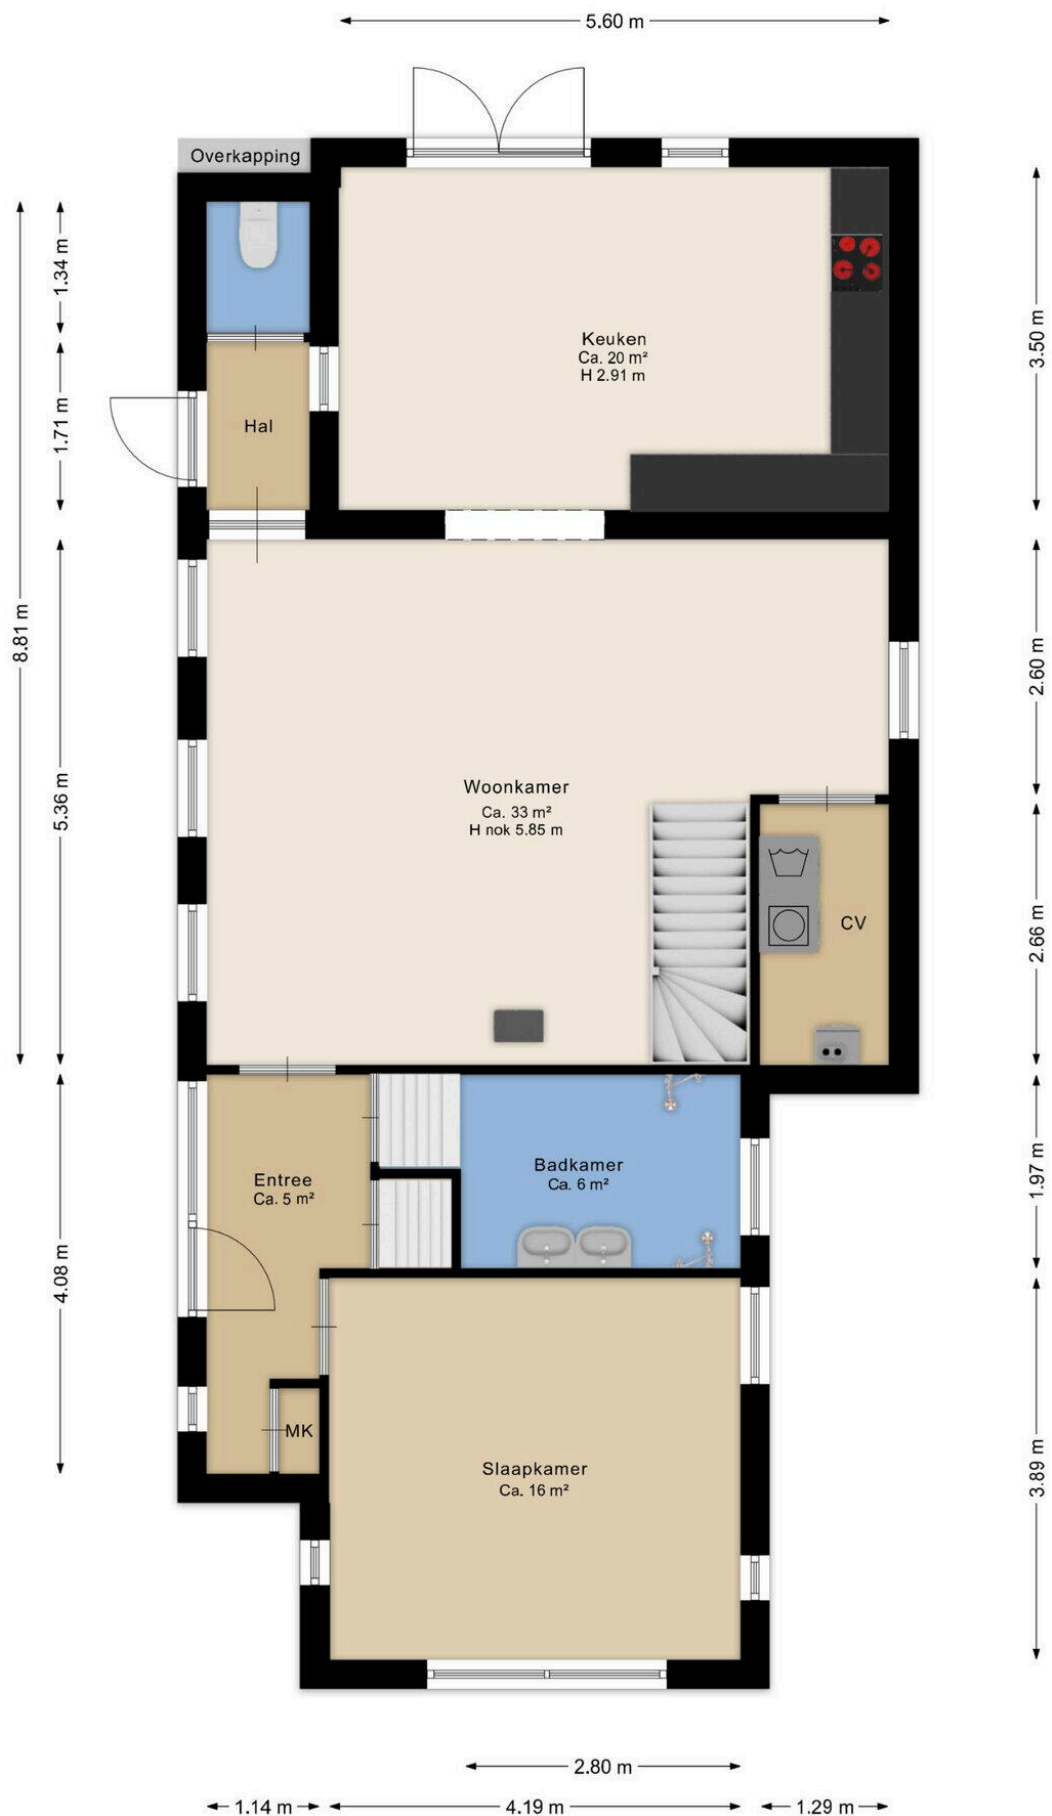 5.60 m
Overkapping
1.34 m
3.50 m
Keuken
Ca. 20 m²
H 2.91 m
1.71 m
Hal
8.81 m
2.60 m
5.36 m
Woonkamer
Ca. 33 m²
H nok 5.85 m
CV
2.66 m
Badkamer
Ca. 6 m²
Entree
Ca. 5 m²
1.97 m
4.08 m
MK
Slaapkamer
Ca. 16 m²
3.89 m
2.80 m
1.14 m
4.19 m
1.29 m